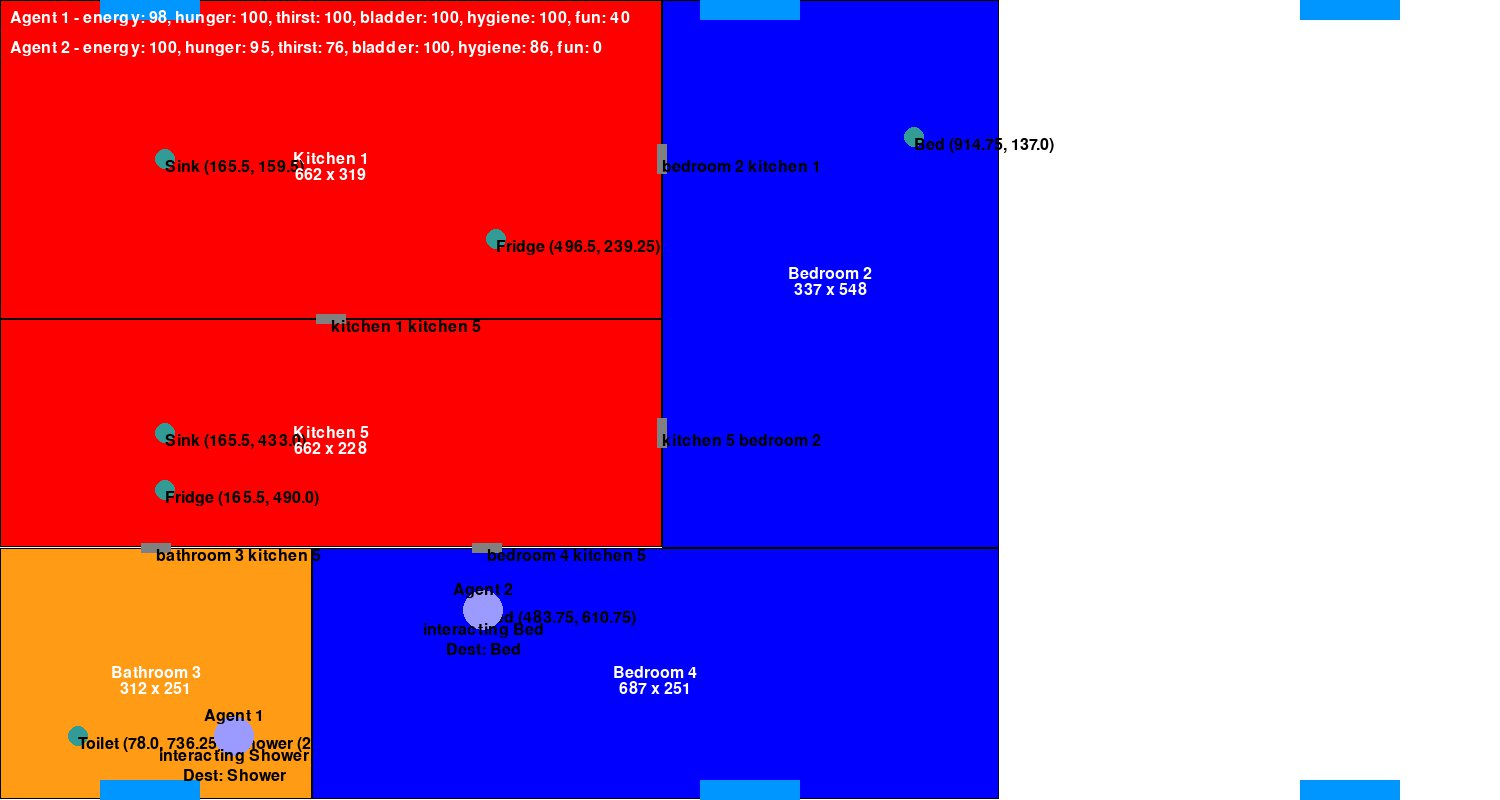 Agent 1 - energy: 98, hunger: 100, thirst: 100, bladder: 100, hygiene: 100, fun: 40
Agent 2 - energy: 100, hunger: 95, thirst: 76, bladder: 100, hygiene: 86, fun: 0
Bed (914.75, 137.0)
Kitchen 1
662 x 319
Sink (165.5, 159.5)
bedroom 2 kitchen 1
Fridge (496.5, 239.25)
Bedroom 2
337 x 548
kitchen 1 kitchen 5
Kitchen 5
662 x 228
Sink (165.5, 433.0)
kitchen 5 bedroom 2
Fridge (165.5, 490.0)
bathroom 3 kitchen 5
bedroom 4 kitchen 5
Agent 2
(483.75, 610.75)
interacting Bed
Dest: Bed
Bathroom 3
312 x 251
Bedroom 4
687 x 251
Agent 1
Toilet (78.0, 736.25
interacting Shower
Dest: Shower